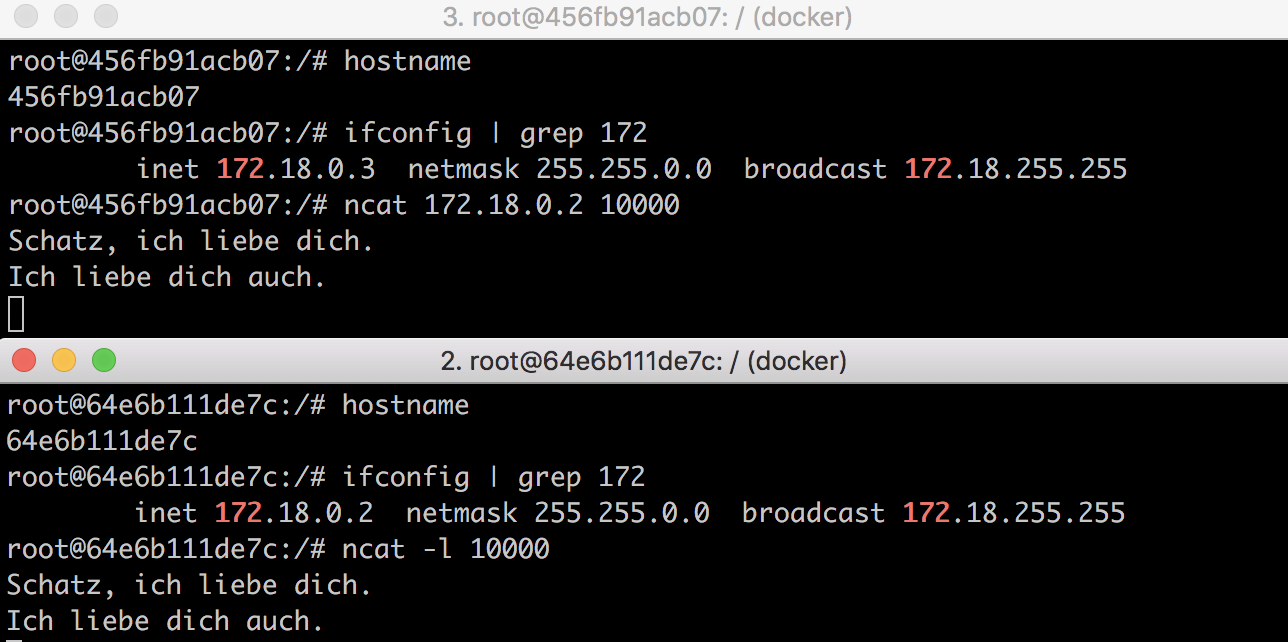 3. root@456fb91acb07: / (docker)
root@456fb91acb07:/# hostname
456fb91acb07
root@456fb91acb07:/# ifconfig | grep 172
inet 172.18.0.3  netmask 255.255.0.0  broadcast 172.18.255.255
root@456fb91acb07:/# ncat 172.18.0.2 10000
Schatz, ich liebe dich.
Ich liebe dich auch.
2. root@64e6b111de7c: / (docker)
root@64e6b111de7c:/# hostname
64e6b111de7c
root@64e6b111de7c:/# ifconfig | grep 172
inet 172.18.0.2  netmask 255.255.0.0  broadcast 172.18.255.255
root@64e6b111de7c:/# ncat -l 10000
Schatz, ich liebe dich.
Ich liebe dich auch.